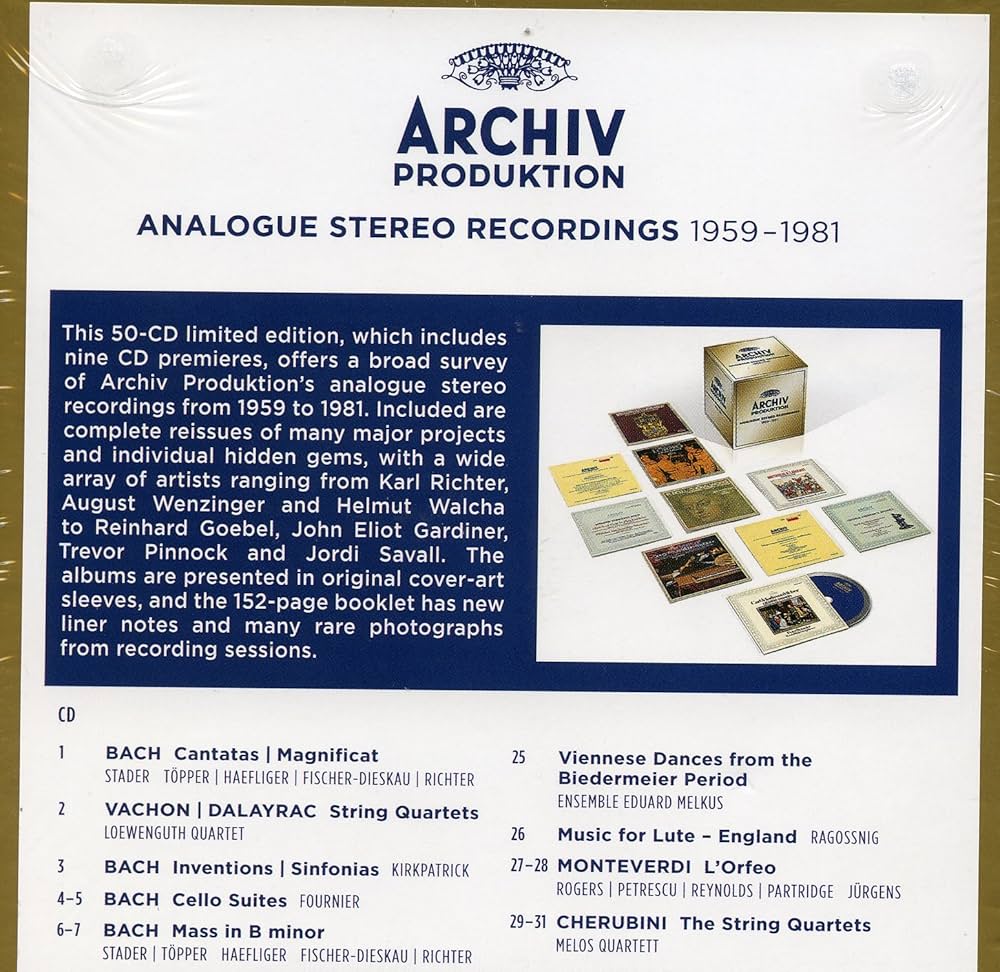 ARCHIV
PRODUKTION
ANALOGUE STEREO RECORDINGS 1959–1981
This 50-CD limited edition, which includes
nine CD premieres, offers a broad survey
of Archiv Produktion's analogue stereo
recordings from 1959 to 1981. Included are
complete reissues of many major projects
and individual hidden gems, with a wide
array of artists ranging from Karl Richter,
August Wenzinger and Helmut Walcha
to Reinhard Goebel, John Eliot Gardiner,
Trevor Pinnock and Jordi Savall. The
albums are presented in original cover-art
sleeves, and the 152-page booklet has new
liner notes and many rare photographs
from recording sessions.
ARCHIV
PRODUKTION
CD
1 BACH Cantatas | Magnificat
STADER TÖPPER | HAEFLIGER | FISCHER-DIESKAU | RICHTER
2 VACHON | DALAYRAC String Quartets
LOEWENGUTH QUARTET
3 BACH Inventions | Sinfonias KIRKPATRICK
4–5 BACH Cello Suites FOURNIER
6–7 BACH Mass in B minor
STADER | TÖPPER HAEFLIGER FISCHER-DIESKAU | RICHTER
25 Viennese Dances from the
Biedermeier Period
ENSEMBLE EDUARD MELKUS
26 Music for Lute – England RAGOSSNIG
27–28 MONTEVERDI L'Orfeo
ROGERS | PETRESCU | REYNOLDS | PARTRIDGE JÜRGENS
29–31 CHERUBINI The String Quartets
MELOS QUARTETT